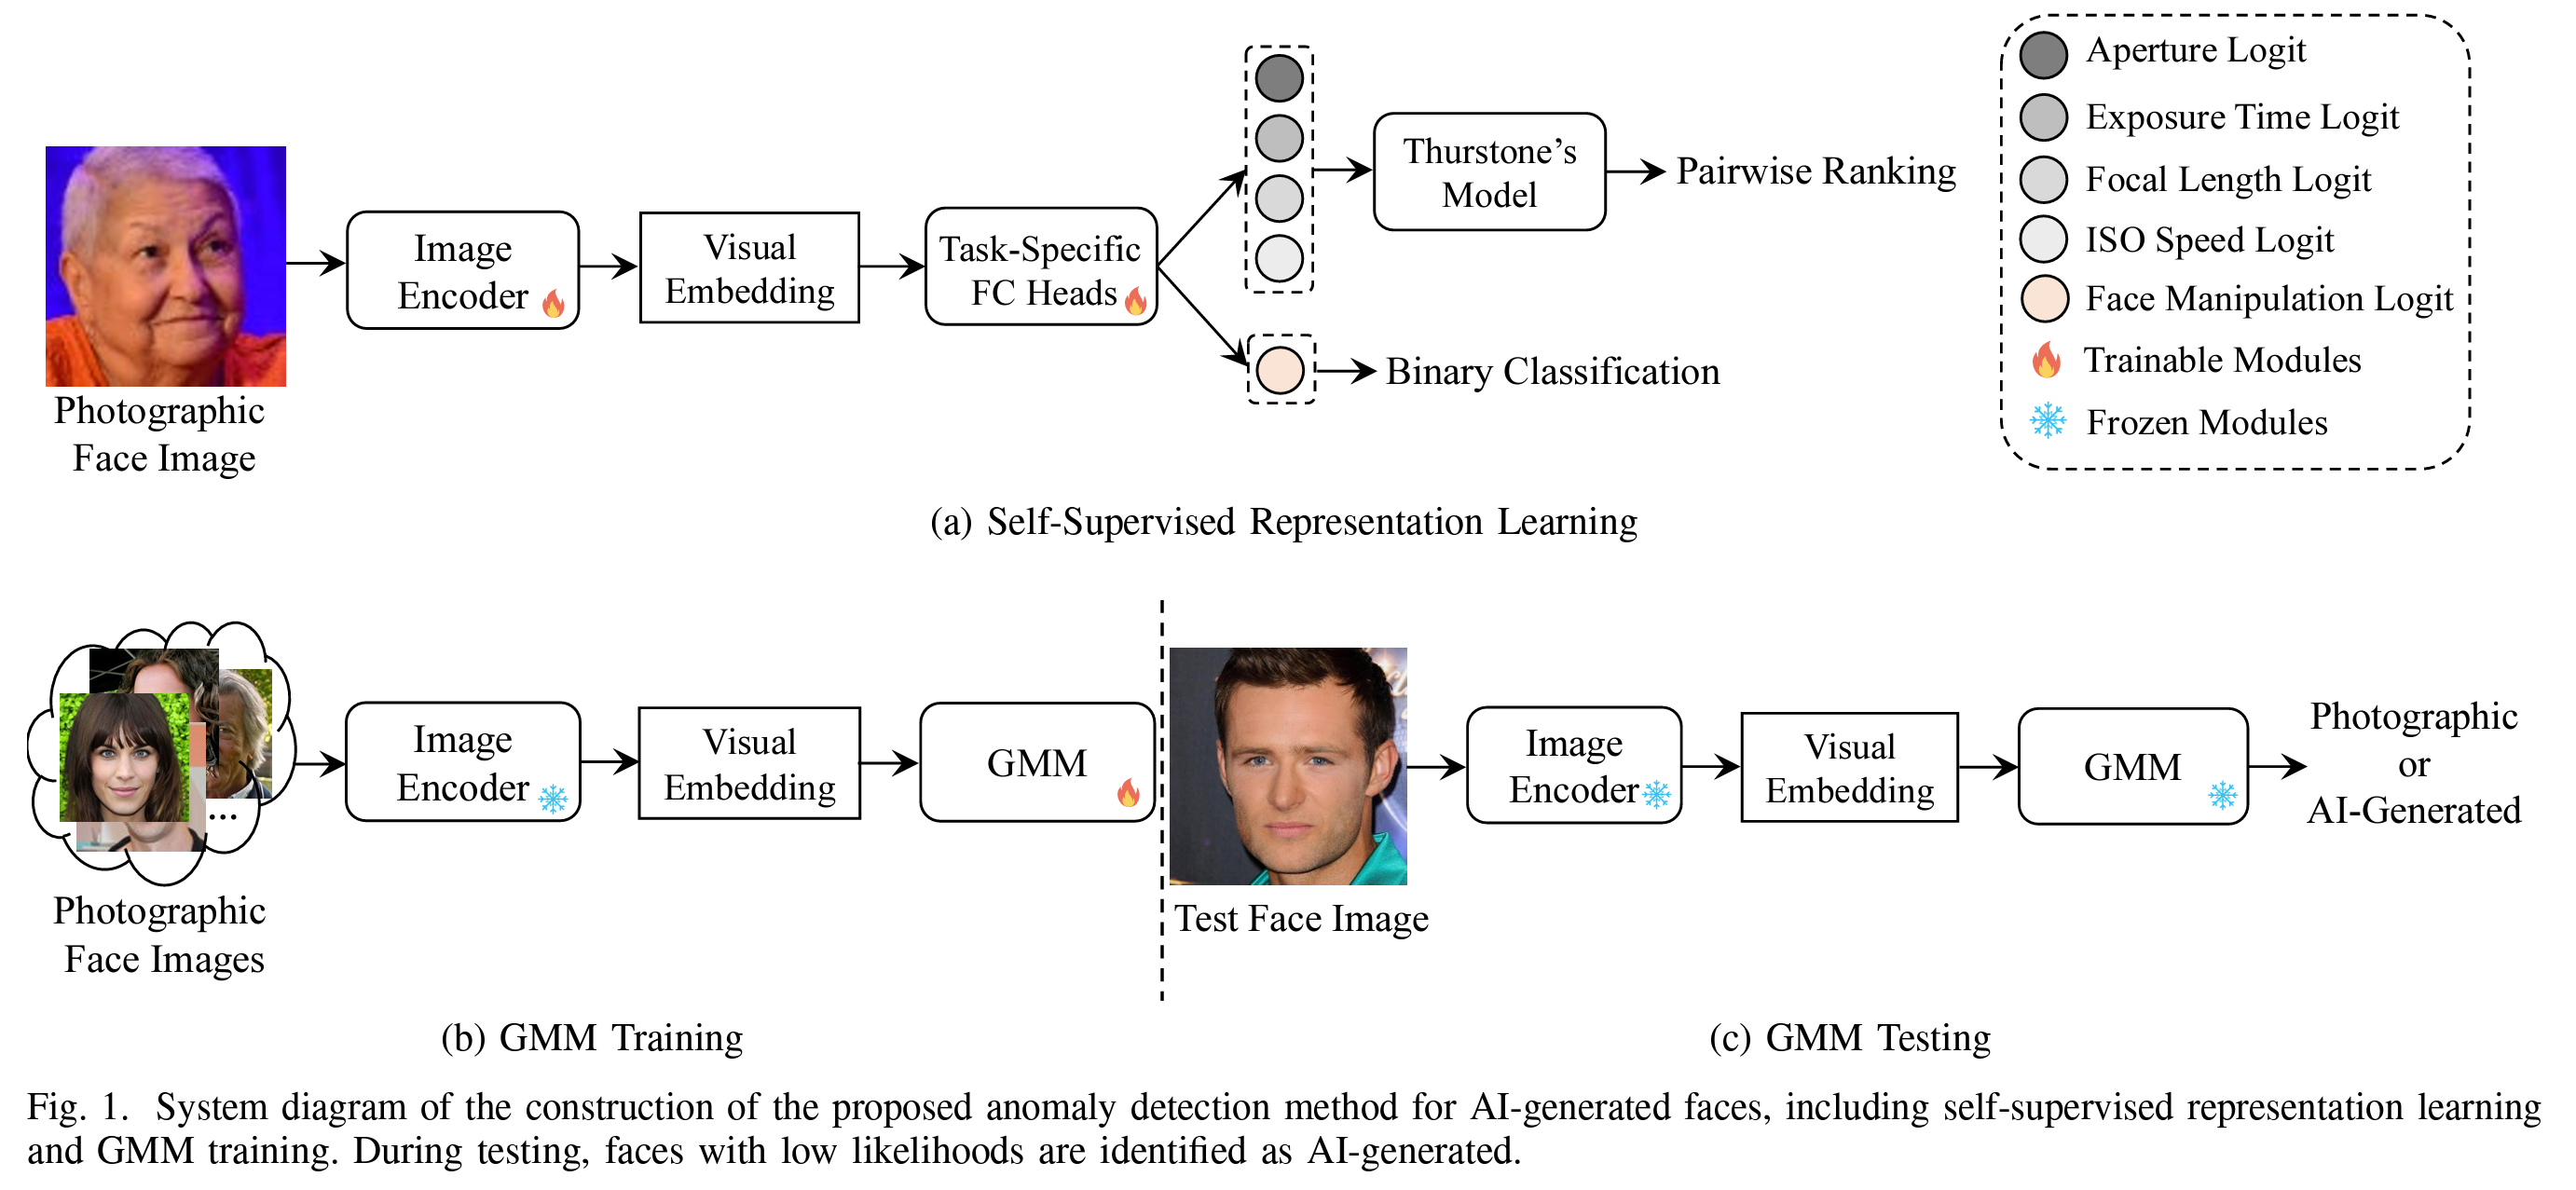 Photographic
Face Image
Image
Encoder
Visual
Embedding
Task-Specific
FC Heads
Thurstone's
Model
Pairwise Ranking
Binary Classification
Aperture Logit
Exposure Time Logit
Focal Length Logit
ISO Speed Logit
Face Manipulation Logit
Trainable Modules
Frozen Modules
(a) Self-Supervised Representation Learning
...
Photographic
Face Images
Image
Encoder
Visual
Embedding
GMM
(b) GMM Training
Test Face Image
Image
Encoder
Visual
Embedding
GMM
Photographic
or
AI-Generated
(c) GMM Testing
Fig. 1. System diagram of the construction of the proposed anomaly detection method for AI-generated faces, including self-supervised representation learning
and GMM training. During testing, faces with low likelihoods are identified as AI-generated.